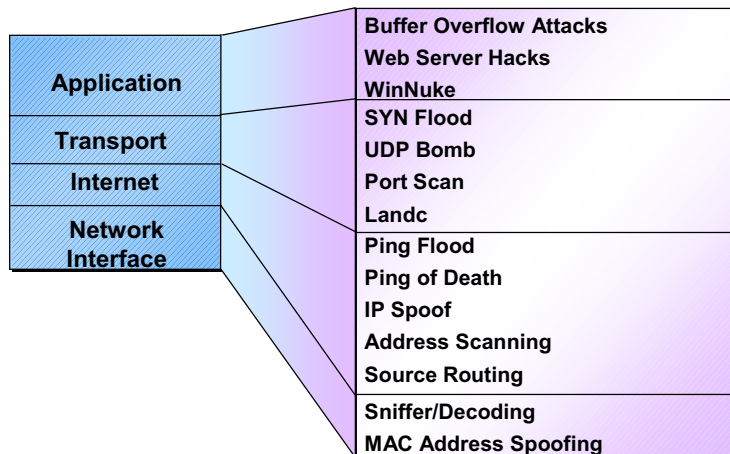 Application
Transport
Internet
Network
Interface
Buffer Overflow Attacks
Web Server Hacks
WinNuke
SYN Flood
UDP Bomb
Port Scan
Landc
Ping Flood
Ping of Death
IP Spoof
Address Scanning
Source Routing
Sniffer/Decoding
MAC Address Spoofing